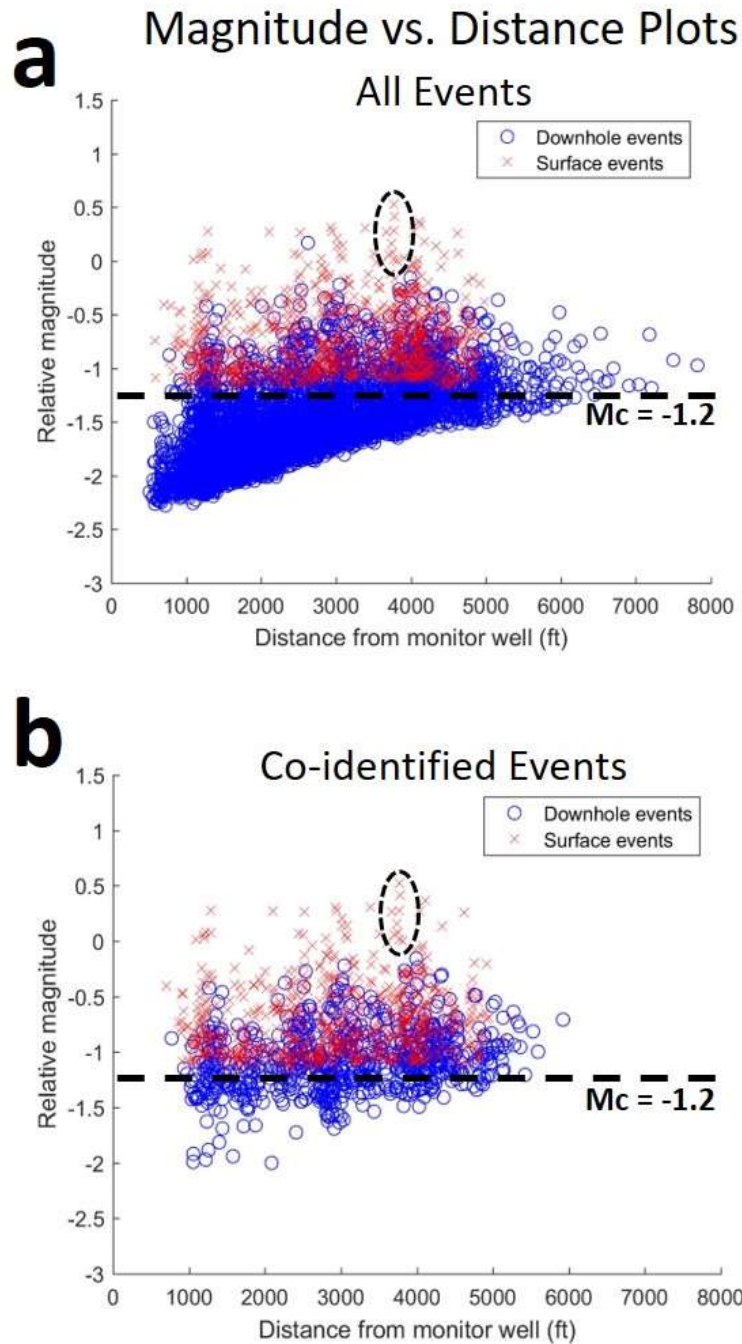 Magnitude vs. Distance Plots
a
All Events
1.5
1
0.5
0
-0.5
-1
-1.5
-2
-2.5
-3
Relative magnitude
Downhole events
Surface events
Mc = -1.2
0 1000 2000 3000 4000 5000 6000 7000 8000
Distance from monitor well (ft)
b
Co-identified Events
1.5
1
0.5
0
-0.5
-1
-1.5
-2
-2.5
-3
Relative magnitude
Downhole events
Surface events
Mc = -1.2
0 1000 2000 3000 4000 5000 6000 7000 8000
Distance from monitor well (ft)